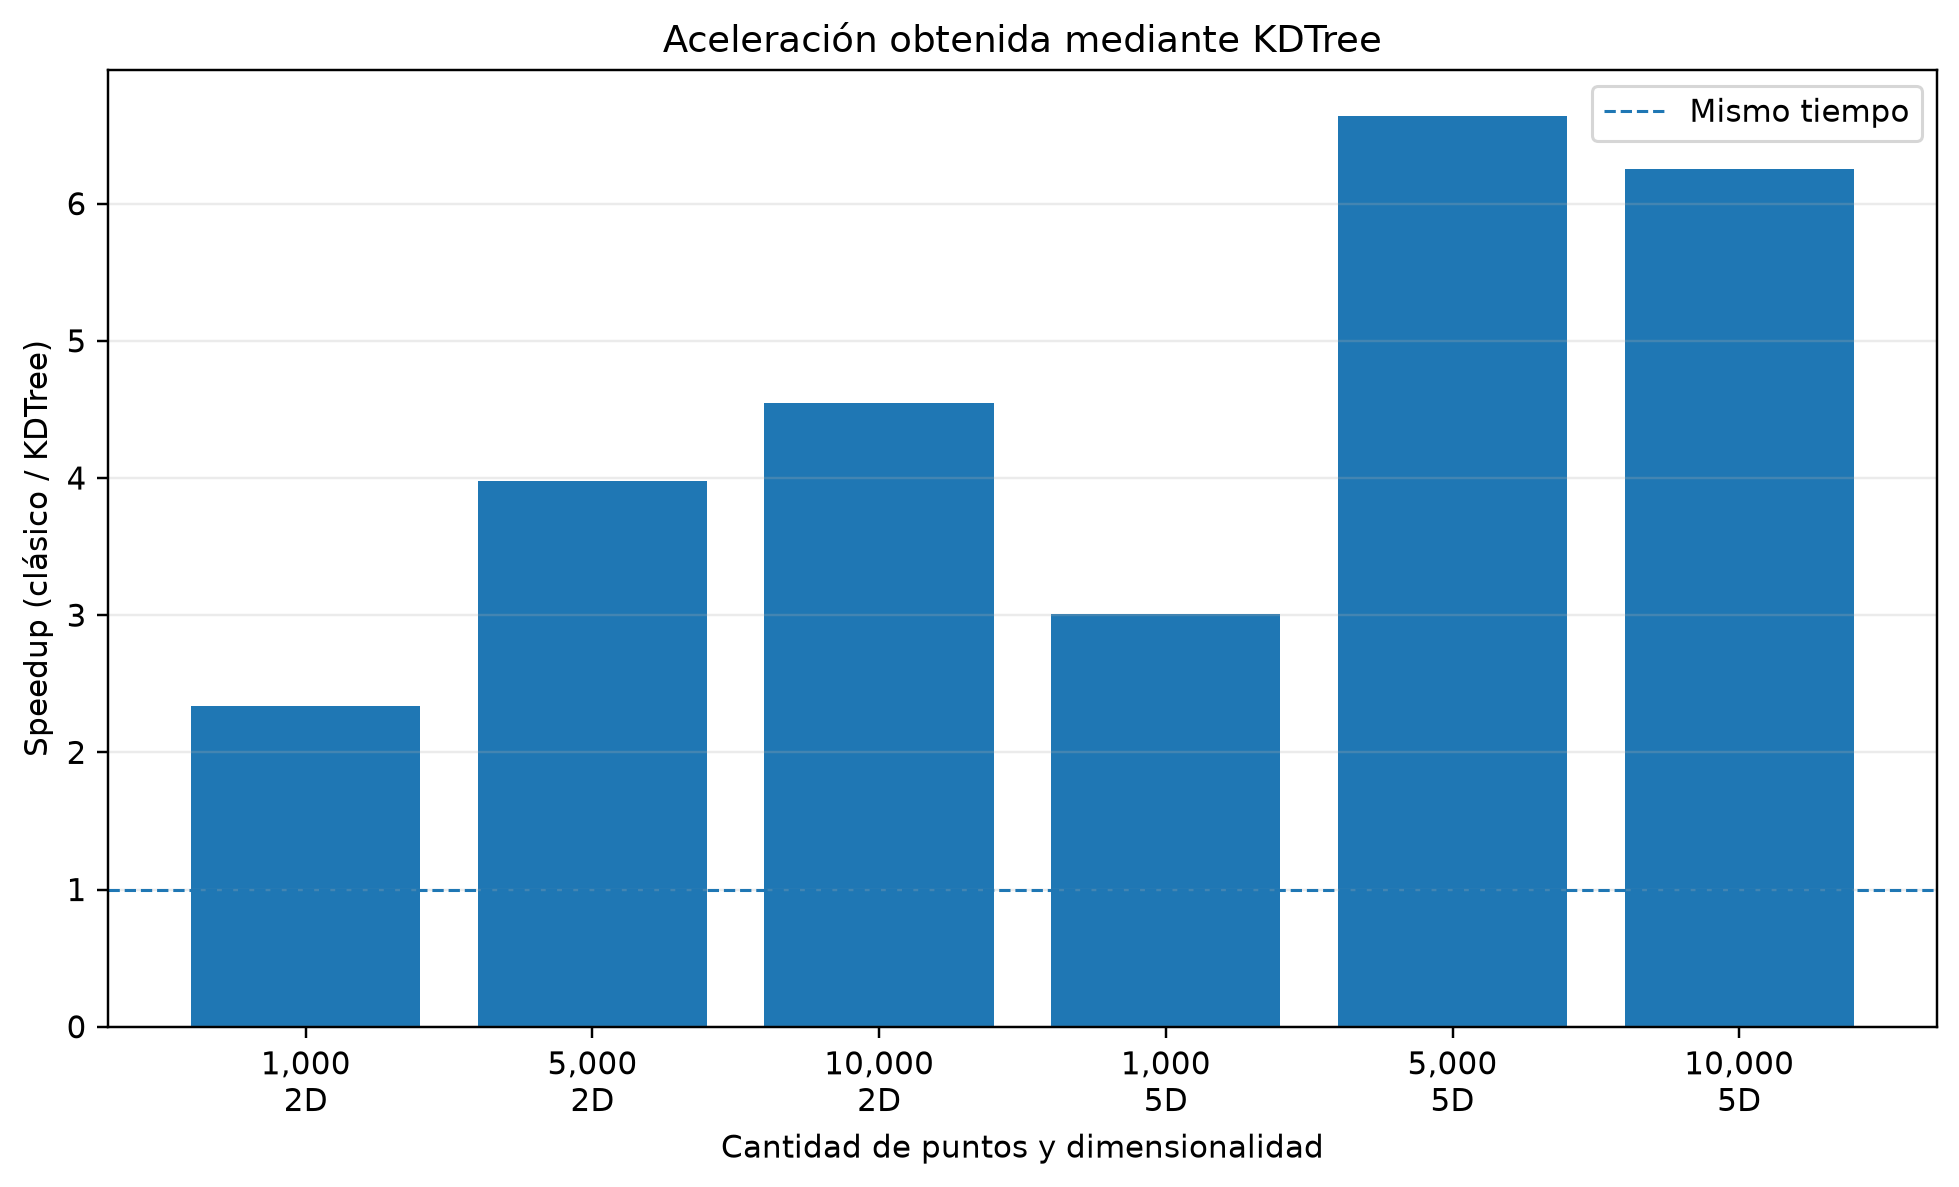 Aceleración obtenida mediante KDTree
Mismo tiempo
Speedup (clásico / KDTree)
6
5
4
3
2
1
0
1,000 5,000 10,000 1,000 5,000 10,000
2D 2D 2D 5D 5D 5D
Cantidad de puntos y dimensionalidad